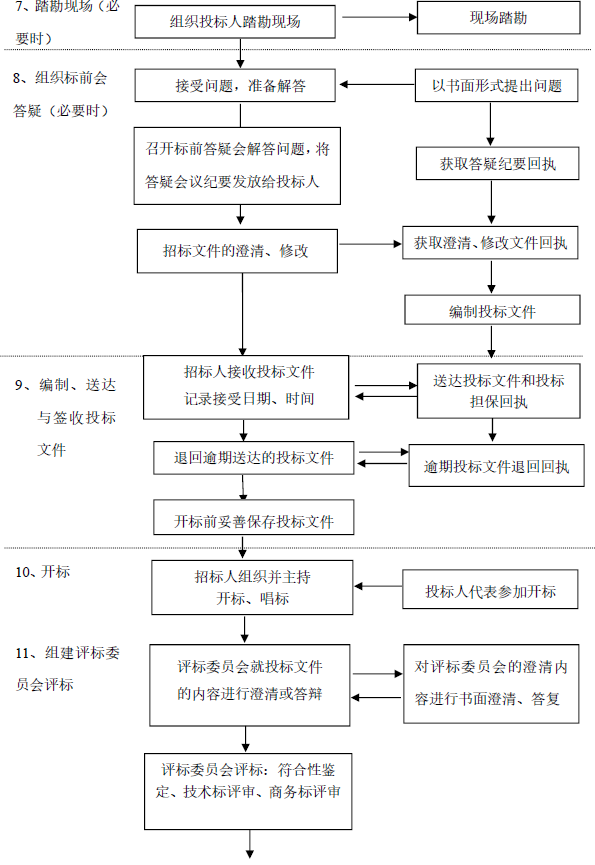 7、踏勘现场（必
要时）
组织投标人踏勘现场
现场踏勘
8、组织标前会
答疑（必要时）
接受问题，准备解答
以书面形式提出问题
召开标前答疑会解答问题，将
答疑会议纪要发放给投标人
获取答疑纪要回执
招标文件的澄清、修改
获取澄清、修改文件回执
编制投标文件
9、编制、送达
与签收投标
文件
招标人接收投标文件
记录接受日期、时间
送达投标文件和投标
担保回执
退回逾期送达的投标文件
逾期投标文件退回回执
开标前妥善保存投标文件
10、开标
招标人组织并主持
开标、唱标
投标人代表参加开标
11、组建评标委
员会评标
评标委员会就投标文件
的内容进行澄清或答辩
对评标委员会的澄清内
容进行书面澄清、答复
评标委员会评标：符合性鉴
定、技术标评审、商务标评审